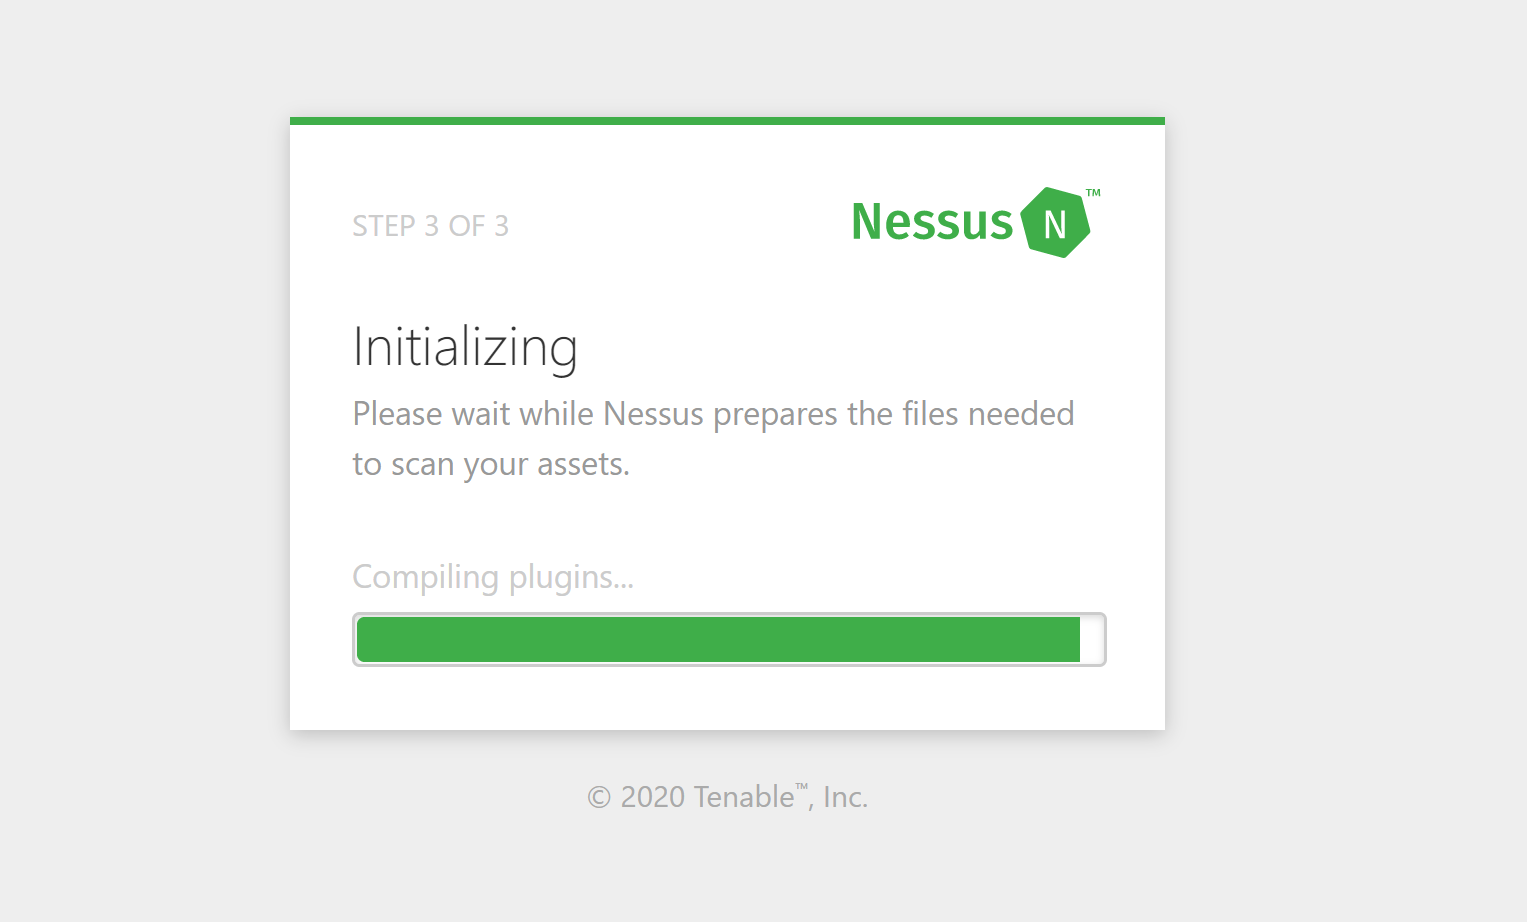 STEP 3 OF 3
Nessus N™
Initializing
Please wait while Nessus prepares the files needed
to scan your assets.
Compiling plugins...
© 2020 Tenable™, Inc.